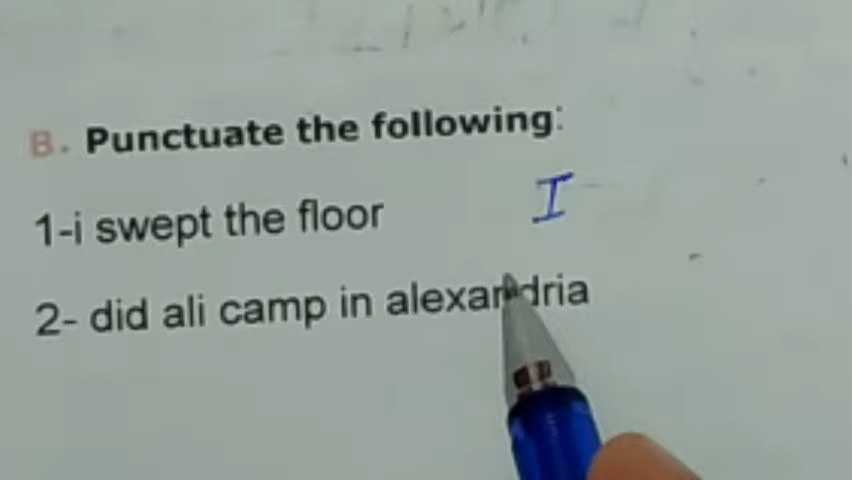 B. Punctuate the following:
1-i swept the floor
I
2- did ali camp in alexandria